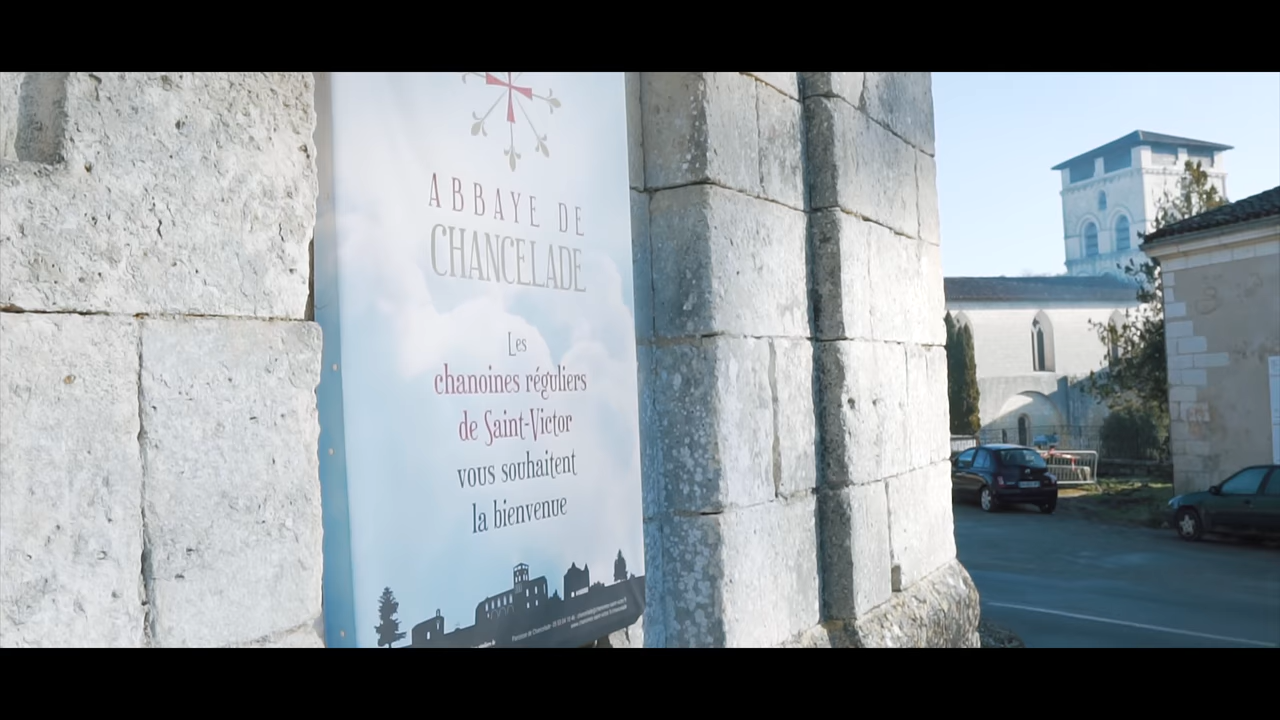 ABBAYE DE
CHANCELADE
Les
chanoines réguliers
de Saint-Victor
vous souhaitent
la bienvenue